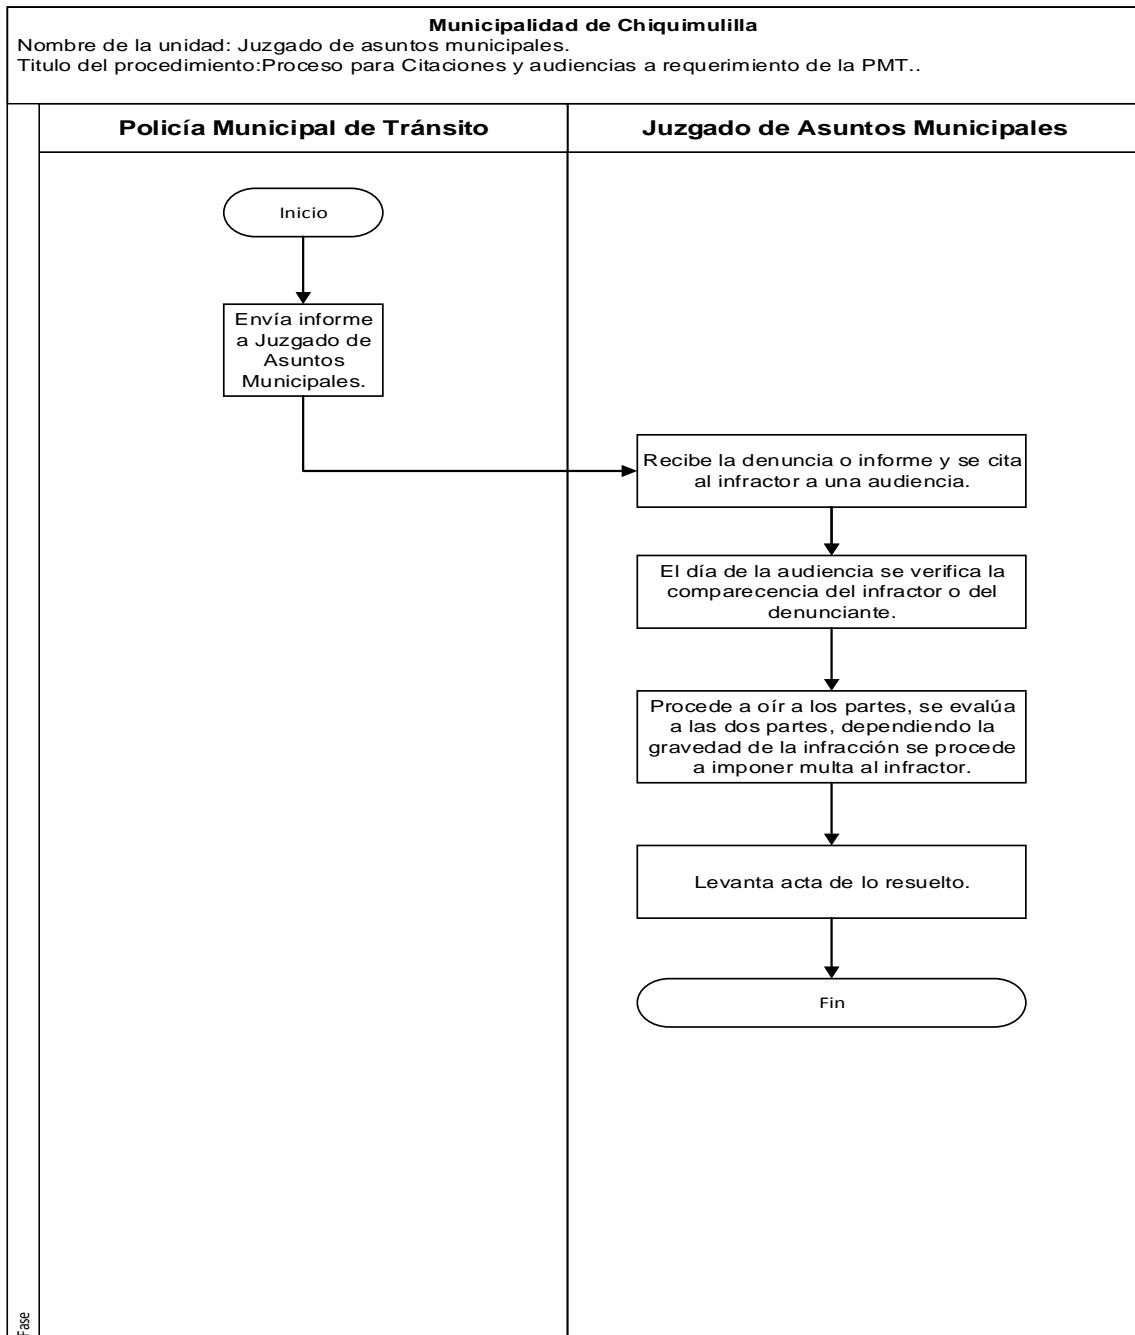 Municipalidad de Chiquimulilla
Nombre de la unidad: Juzgado de asuntos municipales.
Titulo del procedimiento:Proceso para Citaciones y audiencias a requerimiento de la PMT..
Policía Municipal de Tránsito
Juzgado de Asuntos Municipales
Inicio
Envía informe
a Juzgado de
Asuntos
Municipales.
Recibe la denuncia o informe y se cita
al infractor a una audiencia.
El día de la audiencia se verifica la
comparecencia del infractor o del
denunciante.
Procede a oír a los partes, se evalúa
a las dos partes, dependiendo la
gravedad de la infracción se procede
a imponer multa al infractor.
Levanta acta de lo resuelto.
Fin
Fase